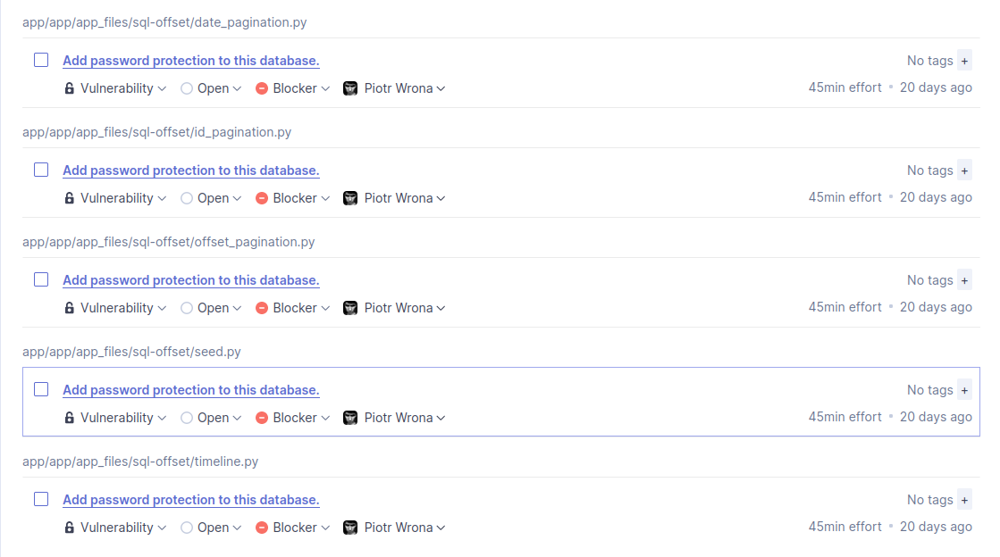 app/app/app_files/sql-offset/date_pagination.py
Add password protection to this database. No tags +
Vulnerability Open Blocker Piotr Wrona 45min effort • 20 days ago
app/app/app_files/sql-offset/id_pagination.py
Add password protection to this database. No tags +
Vulnerability Open Blocker Piotr Wrona 45min effort • 20 days ago
app/app/app_files/sql-offset/offset_pagination.py
Add password protection to this database. No tags +
Vulnerability Open Blocker Piotr Wrona 45min effort • 20 days ago
app/app/app_files/sql-offset/seed.py
Add password protection to this database. No tags +
Vulnerability Open Blocker Piotr Wrona 45min effort • 20 days ago
app/app/app_files/sql-offset/timeline.py
Add password protection to this database. No tags +
Vulnerability Open Blocker Piotr Wrona 45min effort • 20 days ago